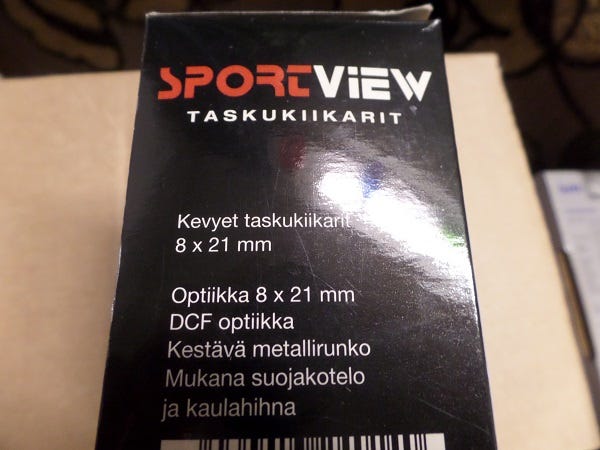 SPORTViEW
TASKUKIIKARIT
Kevyet taskukiikarit
8 x 21 mm
Optiikka 8 x 21 mm
DCF optiikka
Kestävä metallirunko
Mukana suojakotelo
ja kaulahihna